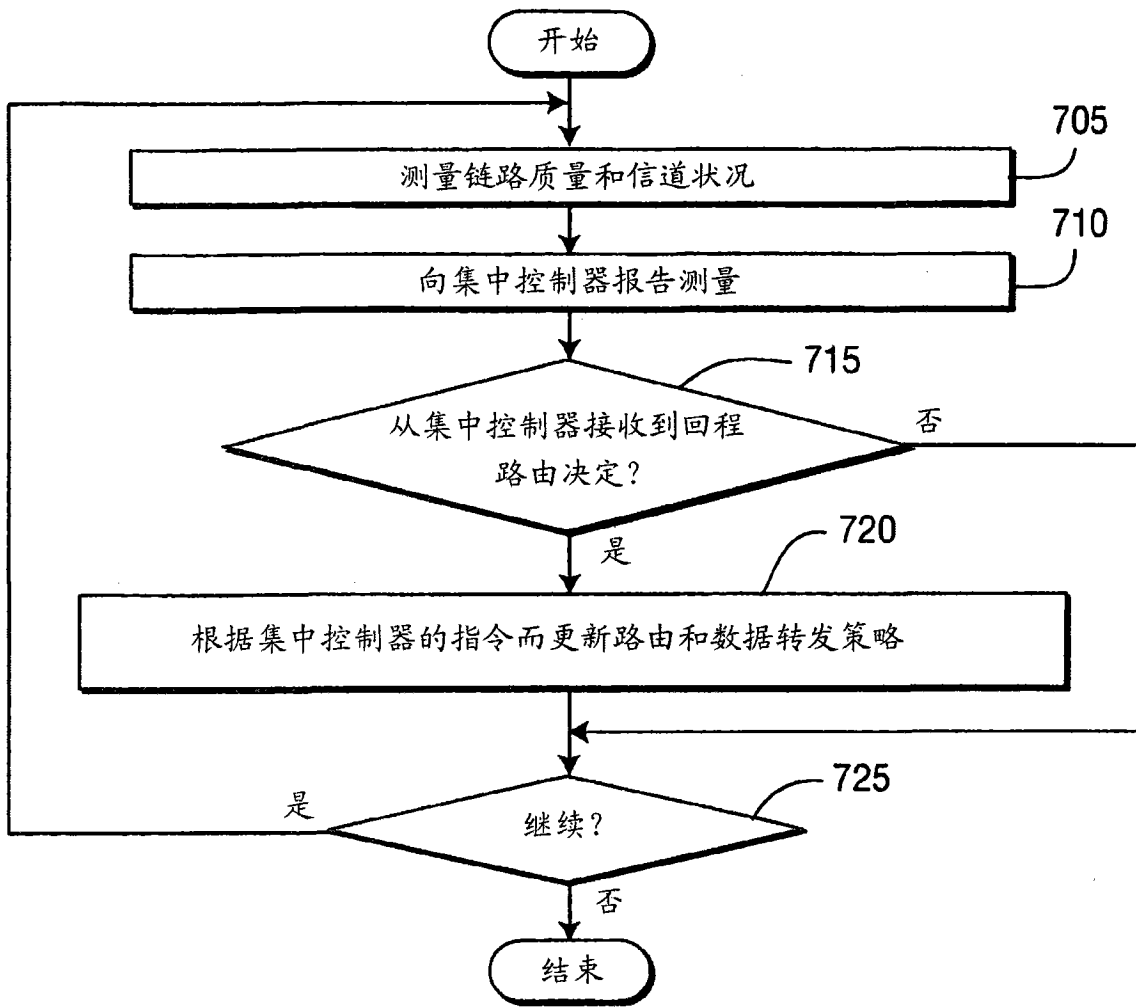 开始
705
测量链路质量和信道状况
710
向集中控制器报告测量
715
从集中控制器接收到回程
路由决定？
否
是
720
根据集中控制器的指令而更新路由和数据转发策略
725
是
继续？
否
结束